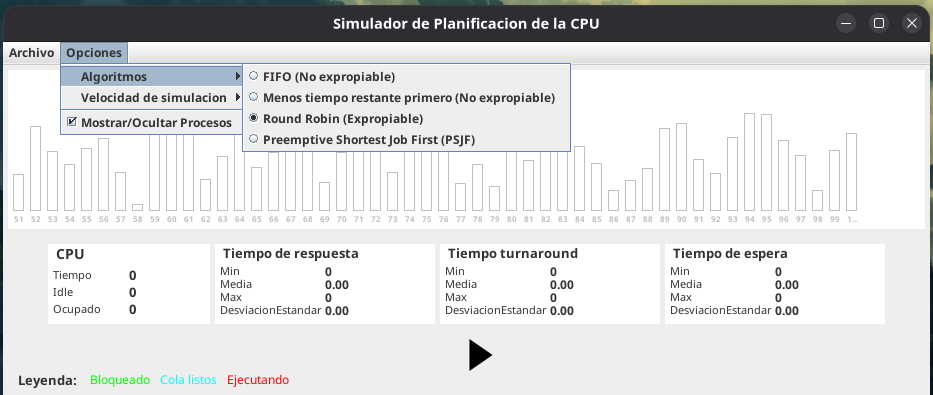 Simulador de Planificacion de la CPU
Archivo Opciones
Algoritmos
Velocidad de simulacion
Mostrar/Ocultar Procesos
FIFO (No expropiable)
Menos tiempo restante primero (No expropiable)
Round Robin (Expropiable)
Preemptive Shortest Job First (PSJF)
51 52 53 54 55 56 57 58 59 60 61 62 63 64 65 66 67 68 69 70 71 72 73 74 75 76 77 78 79 80 81 82 83 84 85 86 87 88 89 90 91 92 93 94 95 96 97 98 99 1...
CPU
Tiempo 0
Idle 0
Ocupado 0
Tiempo de respuesta
Min 0
Media 0.00
Max 0
DesviacionEstandar 0.00
Tiempo turnaround
Min 0
Media 0.00
Max 0
DesviacionEstandar 0.00
Tiempo de espera
Min 0
Media 0.00
Max 0
DesviacionEstandar 0.00
Leyenda: Bloqueado Cola listos Ejecutando